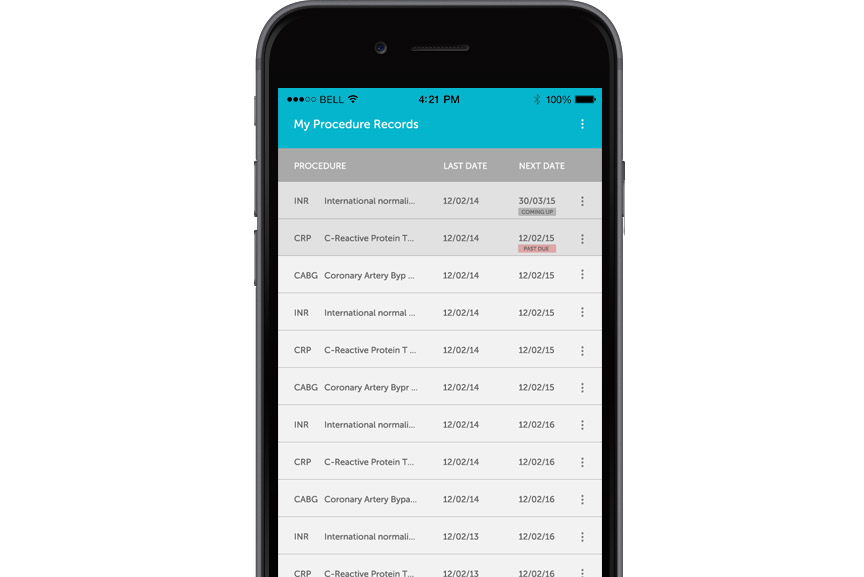 BELL 4:21 PM 100%
My Procedure Records
PROCEDURE LAST DATE NEXT DATE
INR International normali... 12/02/14 30/03/15
COMING UP
CRP C-Reactive Protein T... 12/02/14 12/02/15
PAST DUE
CABG Coronary Artery Byp ... 12/02/14 12/02/15
INR International normal ... 12/02/14 12/02/15
CRP C-Reactive Protein T ... 12/02/14 12/02/15
CABG Coronary Artery Bypr ... 12/02/14 12/02/15
INR International normali... 12/02/14 12/02/16
CRP C-Reactive Protein T... 12/02/14 12/02/16
CABG Coronary Artery Bypa... 12/02/14 12/02/16
INR International normali... 12/02/13 12/02/16
CRP C-Reactive Protein T... 12/02/13 12/02/16